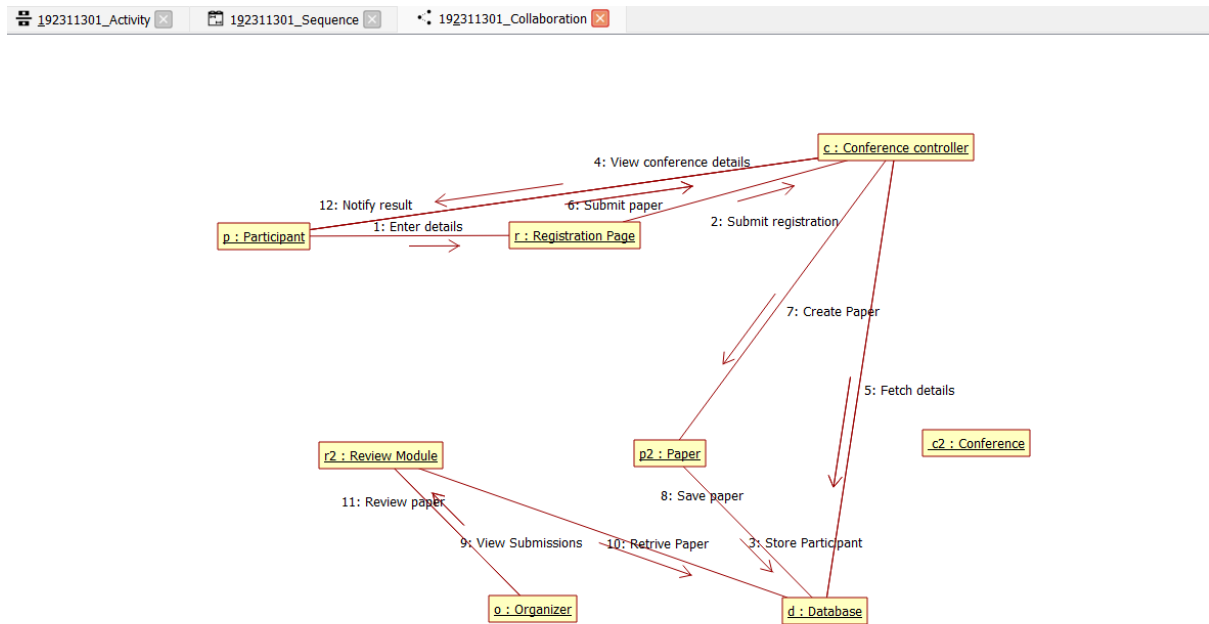 192311301_Activity
192311301_Sequence
192311301_Collaboration
c : Conference controller
4: View conference details
12: Notify result
6: Submit paper
2: Submit registration
1: Enter details
p : Participant
r : Registration Page
7: Create Paper
5: Fetch details
c2 : Conference
r2 : Review Module
p2 : Paper
11: Review paper
8: Save paper
9: View Submissions
10: Retrive Paper
3: Store Participant
o : Organizer
d : Database